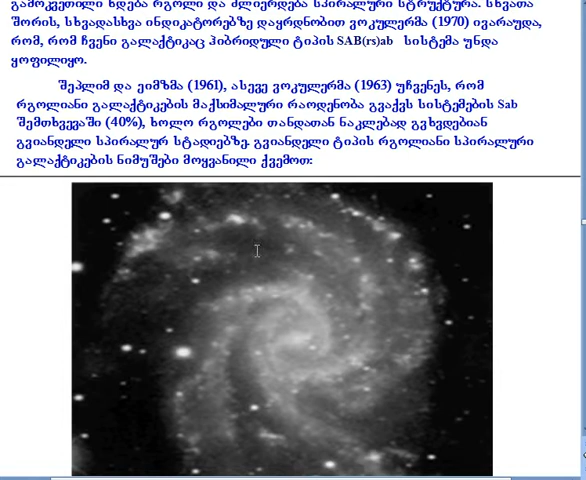 გამოკვეთილი ხდება რგოლი და ძლიერდება სპირალური სტრუქტურა. სხვათა
შორის, სხვადასხვა ინდიკატორებზე დაყრდნობით ვოკულერმა (1970) ივარაუდა,
რომ, რომ ჩვენი გალაქტიკაც ჰიბრიდული ტიპის SAB(rs)ab სისტემა უნდა
ყოფილიყო.
შეპლიმ და ეიმზმა (1961), ასევე ვოკულერმა (1963) უჩვენეს, რომ
რგოლიანი გალაქტიკების მაქსიმალური რაოდენობა გვაქვს სისტემების Sab
შემთხვევაში (40%), ხოლო რგოლები თანდათან ნაკლებად გვხვდებიან
გვიანდელი სპირალურ სტადიებზე. გვიანდელი ტიპის რგოლიანი სპირალური
გალაქტიკების ნიმუშები მოყვანილი ქვემოთ: